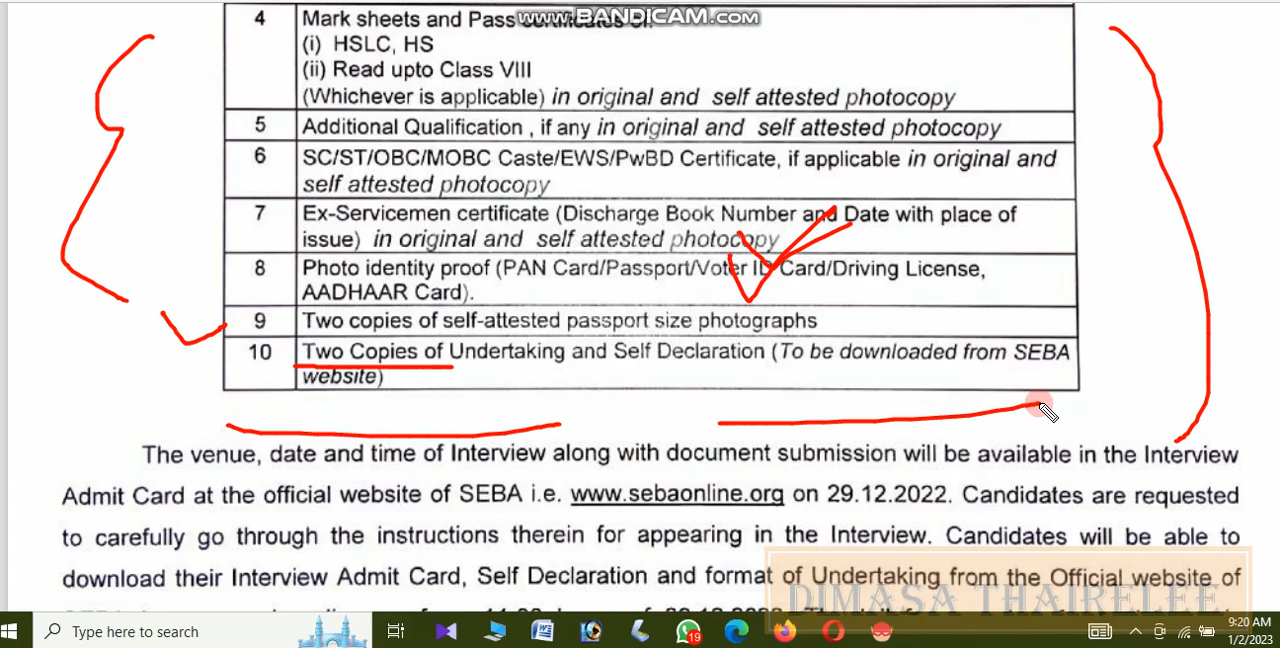 www.BANDICAM.com
4 Mark sheets and Pass certificates of:
(i) HSLC, HS
(ii) Read upto Class VIII
(Whichever is applicable) in original and self attested photocopy
5 Additional Qualification , if any in original and self attested photocopy
6 SC/ST/OBC/MOBC Caste/EWS/PwBD Certificate, if applicable in original and
self attested photocopy
7 Ex-Servicemen certificate (Discharge Book Number and Date with place of
issue) in original and self attested photocopy
8 Photo identity proof (PAN Card/Passport/Voter ID Card/Driving License,
AADHAAR Card).
9 Two copies of self-attested passport size photographs
10 Two Copies of Undertaking and Self Declaration (To be downloaded from SEBA
website)
The venue, date and time of Interview along with document submission will be available in the Interview
Admit Card at the official website of SEBA i.e. www.sebaonline.org on 29.12.2022. Candidates are requested
to carefully go through the instructions therein for appearing in the Interview. Candidates will be able to
download their Interview Admit Card, Self Declaration and format of Undertaking from the Official website of
DIMASA THAIRELEE
Type here to search
19
9:20 AM
1/2/2023